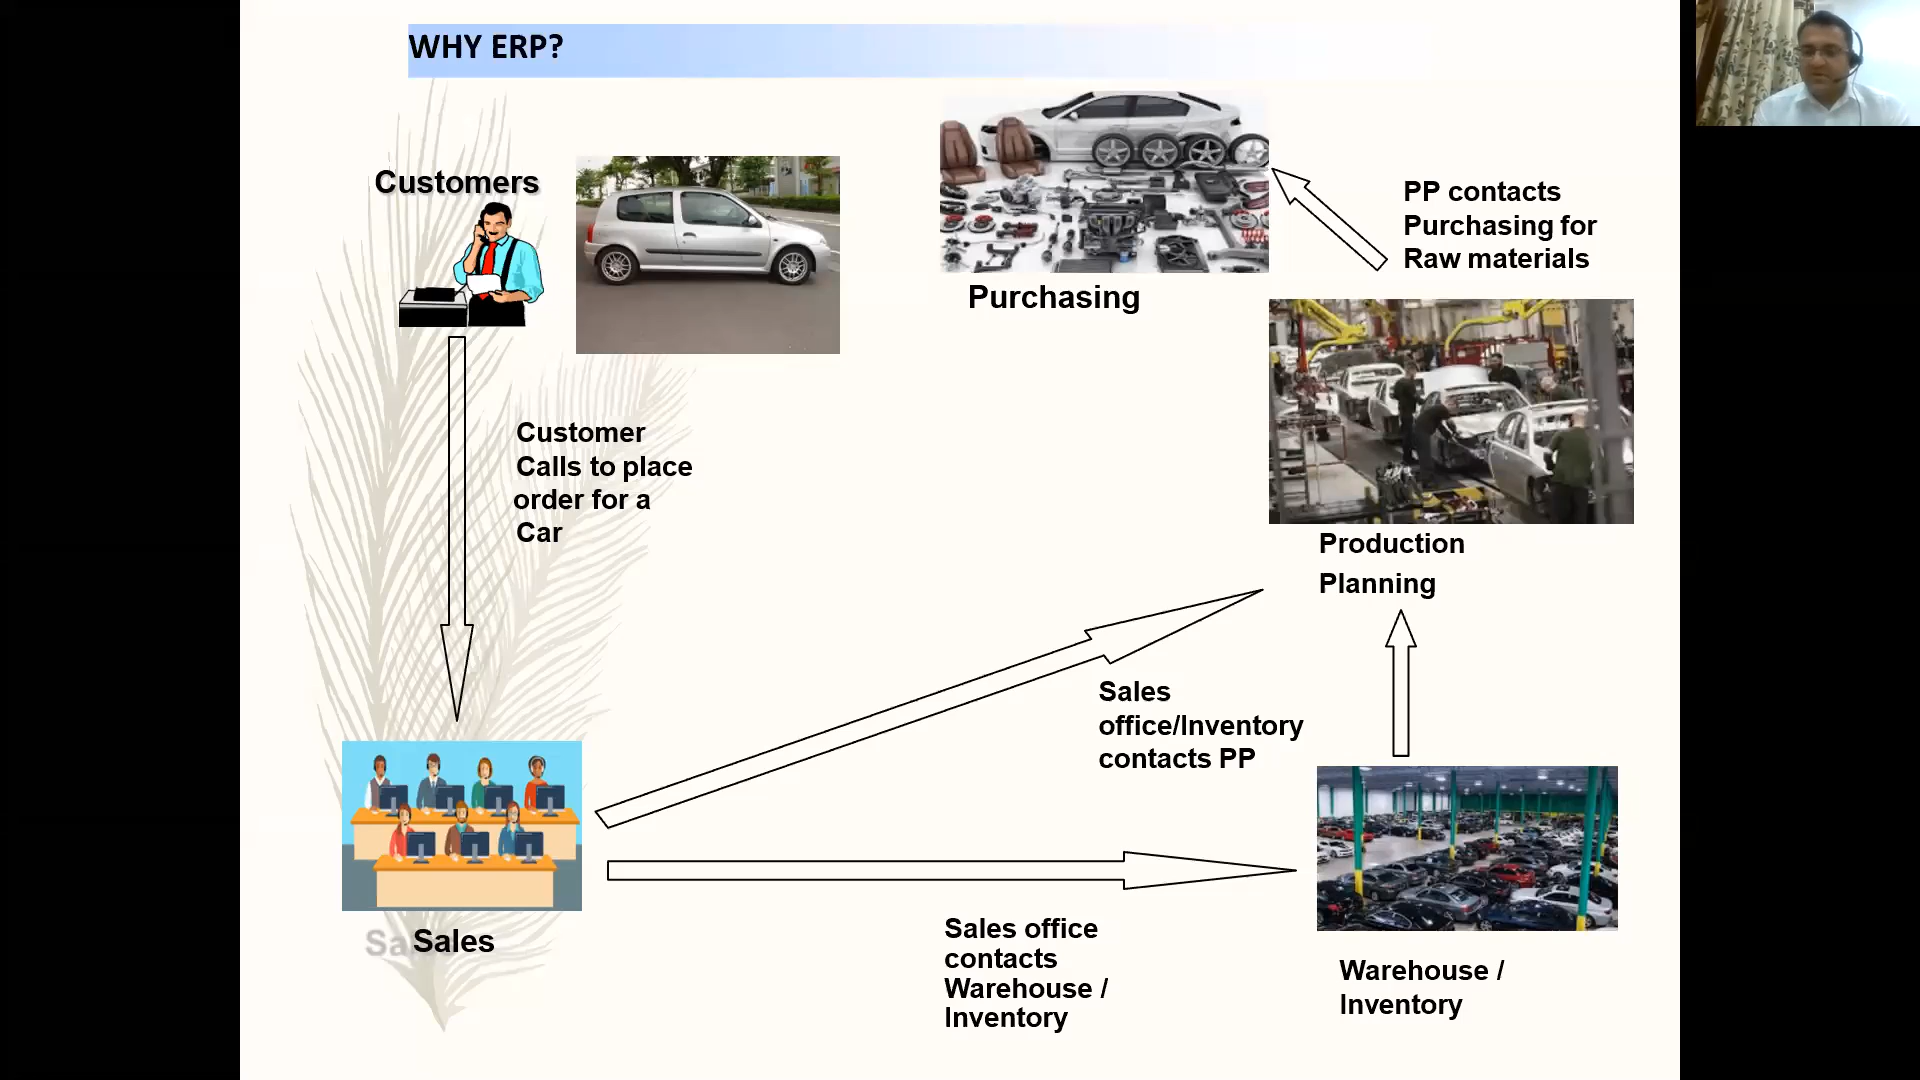 WHY ERP?
Customers
PP contacts
Purchasing for
Raw materials
Purchasing
Customer
Calls to place
order for a
Car
Production
Planning
Sales
office/Inventory
contacts PP
Sa
Sales
Sales office
contacts
Warehouse /
Inventory
Warehouse /
Inventory